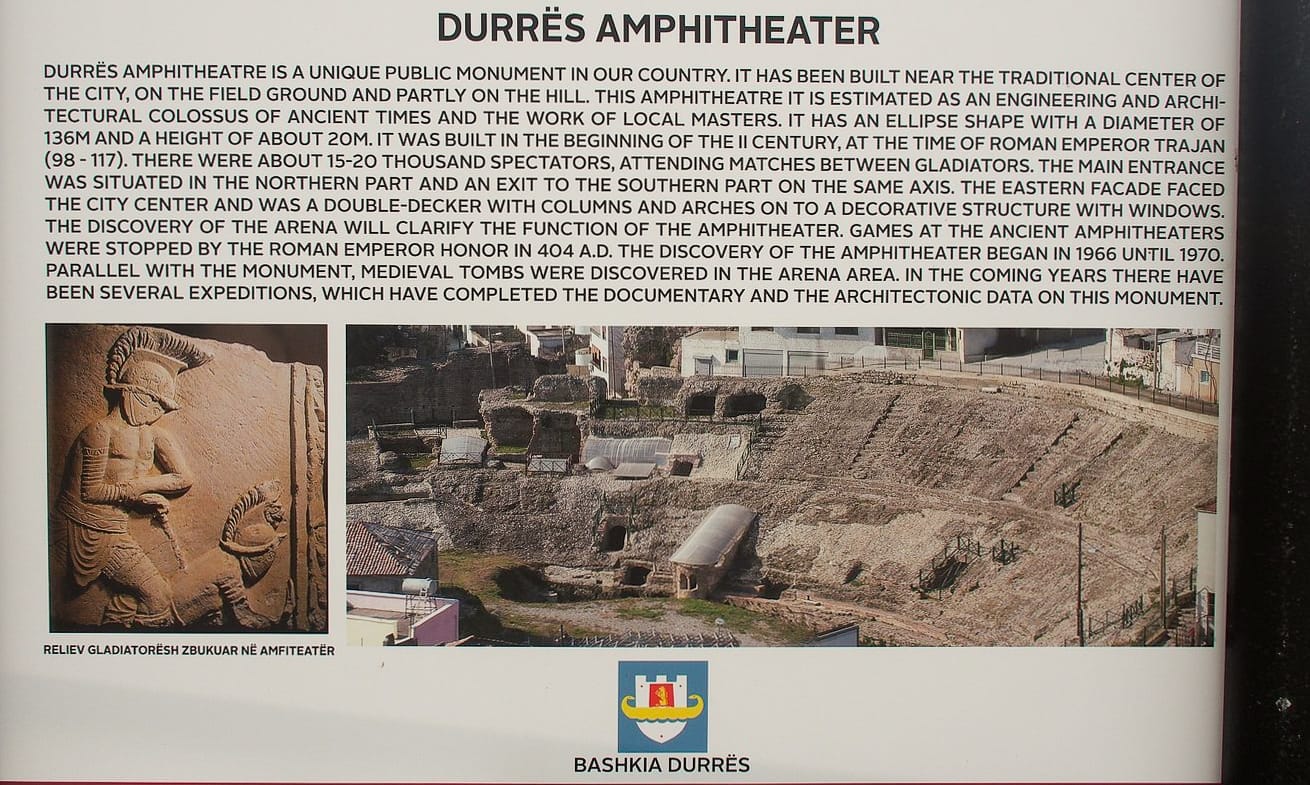 DURRËS AMPHITHEATER
DURRËS AMPHITHEATRE IS A UNIQUE PUBLIC MONUMENT IN OUR COUNTRY. IT HAS BEEN BUILT NEAR THE TRADITIONAL CENTER OF
THE CITY, ON THE FIELD GROUND AND PARTLY ON THE HILL. THIS AMPHITHEATRE IT IS ESTIMATED AS AN ENGINEERING AND ARCHI-
TECTURAL COLOSSUS OF ANCIENT TIMES AND THE WORK OF LOCAL MASTERS. IT HAS AN ELLIPSE SHAPE WITH A DIAMETER OF
136M AND A HEIGHT OF ABOUT 20M. IT WAS BUILT IN THE BEGINNING OF THE II CENTURY, AT THE TIME OF ROMAN EMPEROR TRAJAN
(98 - 117). THERE WERE ABOUT 15-20 THOUSAND SPECTATORS, ATTENDING MATCHES BETWEEN GLADIATORS. THE MAIN ENTRANCE
WAS SITUATED IN THE NORTHERN PART AND AN EXIT TO THE SOUTHERN PART ON THE SAME AXIS. THE EASTERN FACADE FACED
THE CITY CENTER AND WAS A DOUBLE-DECKER WITH COLUMNS AND ARCHES ON TO A DECORATIVE STRUCTURE WITH WINDOWS.
THE DISCOVERY OF THE ARENA WILL CLARIFY THE FUNCTION OF THE AMPHITHEATER. GAMES AT THE ANCIENT AMPHITHEATERS
WERE STOPPED BY THE ROMAN EMPEROR HONOR IN 404 A.D. THE DISCOVERY OF THE AMPHITHEATER BEGAN IN 1966 UNTIL 1970.
PARALLEL WITH THE MONUMENT, MEDIEVAL TOMBS WERE DISCOVERED IN THE ARENA AREA. IN THE COMING YEARS THERE HAVE
BEEN SEVERAL EXPEDITIONS, WHICH HAVE COMPLETED THE DOCUMENTARY AND THE ARCHITECTONIC DATA ON THIS MONUMENT.
RELIEV GLADIATORËSH ZBUKUAR NË AMFITEATËR
BASHKIA DURRËS